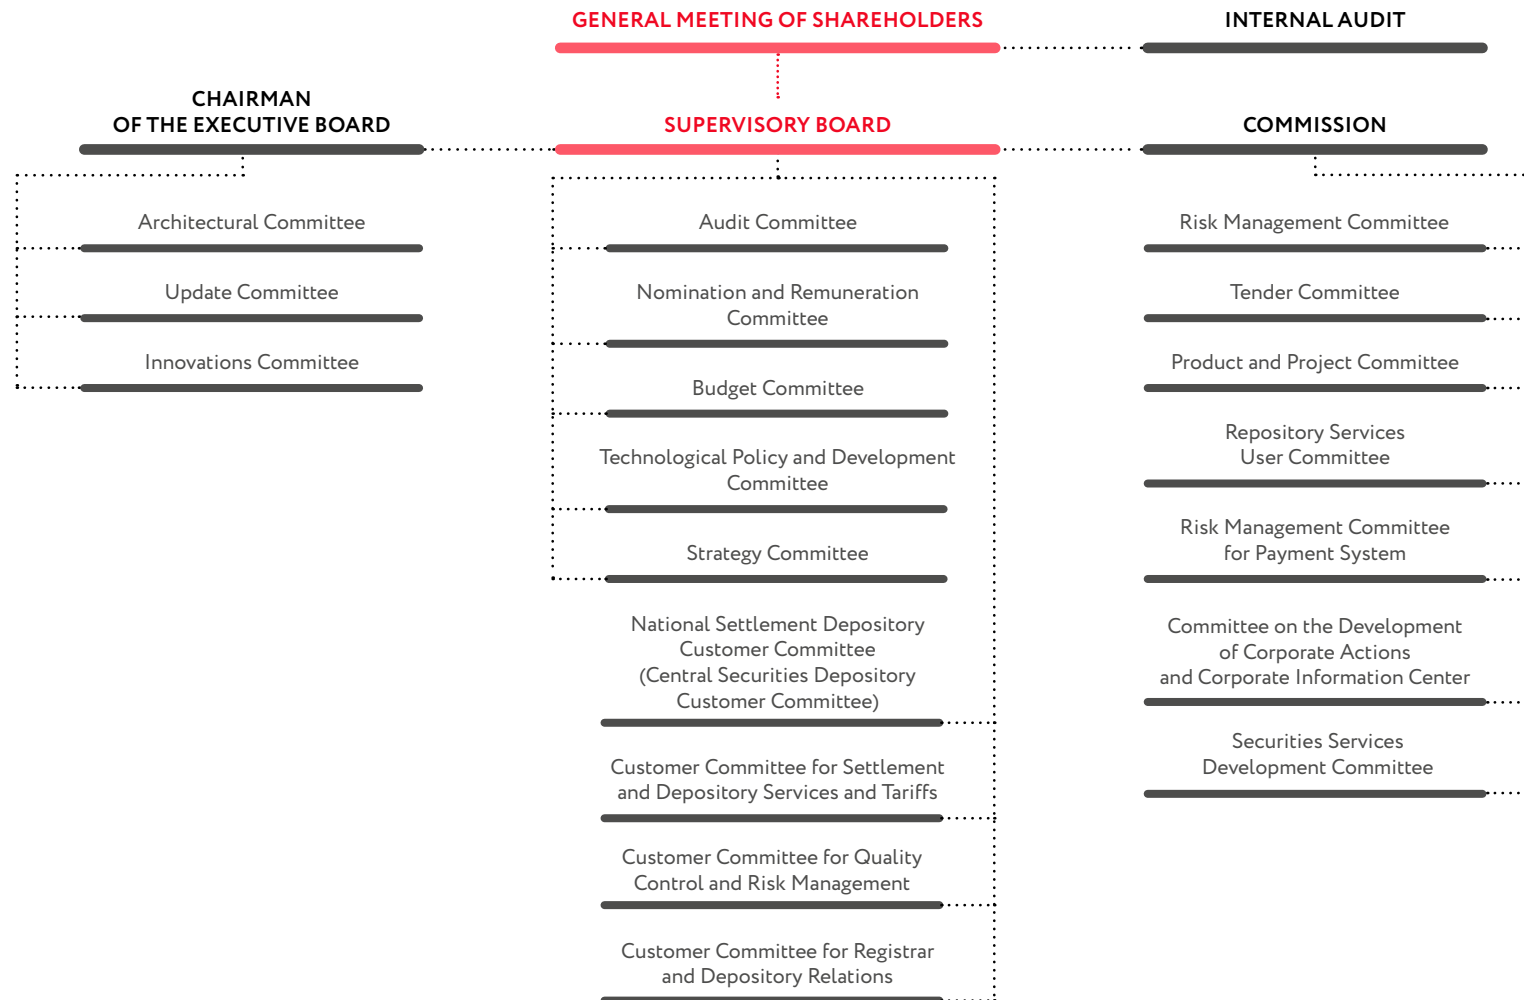 GENERAL MEETING OF SHAREHOLDERS
INTERNAL AUDIT
CHAIRMAN
OF THE EXECUTIVE BOARD
SUPERVISORY BOARD
COMMISSION
Architectural Committee
Update Committee
Innovations Committee
Audit Committee
Nomination and Remuneration
Committee
Budget Committee
Technological Policy and Development
Committee
Strategy Committee
National Settlement Depository
Customer Committee
(Central Securities Depository
Customer Committee)
Customer Committee for Settlement
and Depository Services and Tariffs
Customer Committee for Quality
Control and Risk Management
Customer Committee for Registrar
and Depository Relations
Risk Management Committee
Tender Committee
Product and Project Committee
Repository Services
User Committee
Risk Management Committee
for Payment System
Committee on the Development
of Corporate Actions
and Corporate Information Center
Securities Services
Development Committee